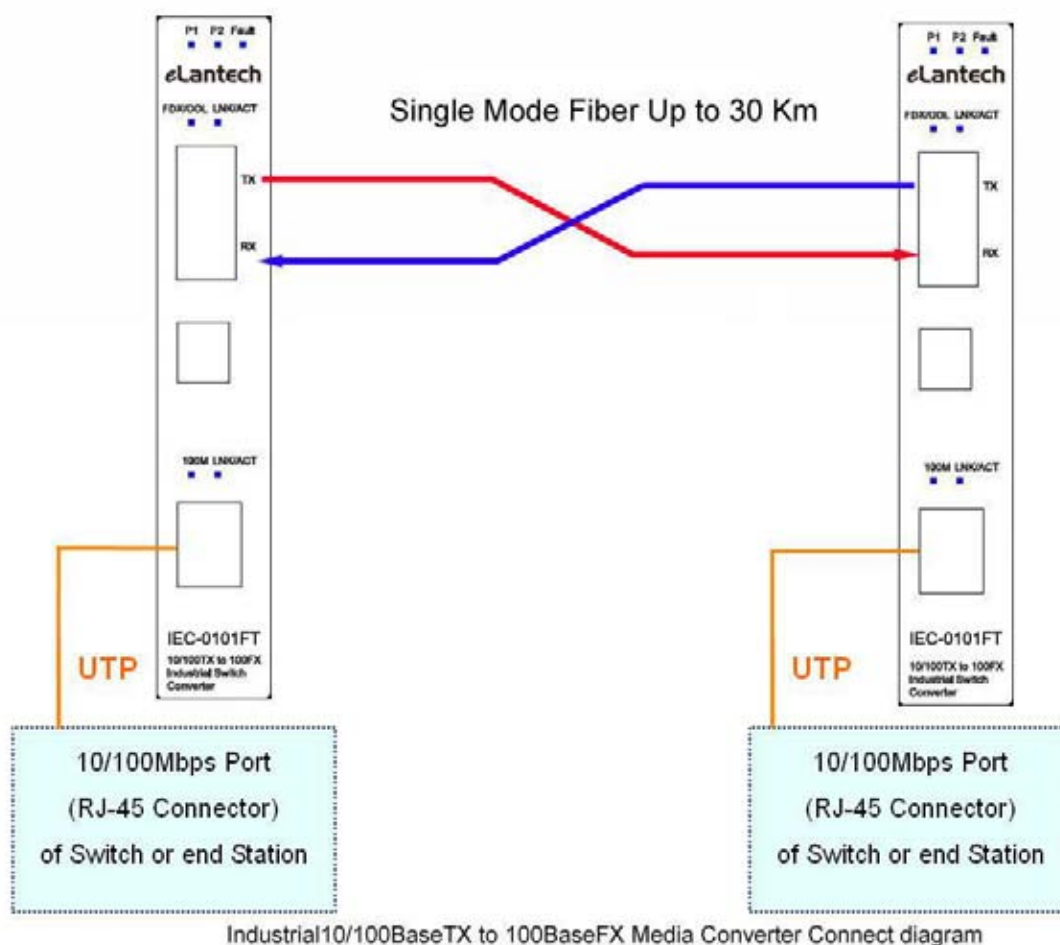 P1 P2 Fault
eLantech
FDX/COL LNK/ACT
TX
RX
100M LNK/ACT
IEC-0101FT
10/100TX to 100FX
Industrial Switch
Converter
UTP
10/100Mbps Port
(RJ-45 Connector)
of Switch or end Station
Single Mode Fiber Up to 30 Km
P1 P2 Fault
eLantech
FDX/COL LNK/ACT
TX
RX
100M LNK/ACT
IEC-0101FT
10/100TX to 100FX
Industrial Switch
Converter
UTP
10/100Mbps Port
(RJ-45 Connector)
of Switch or end Station
Industrial10/100BaseTX to 100BaseFX Media Converter Connect diagram